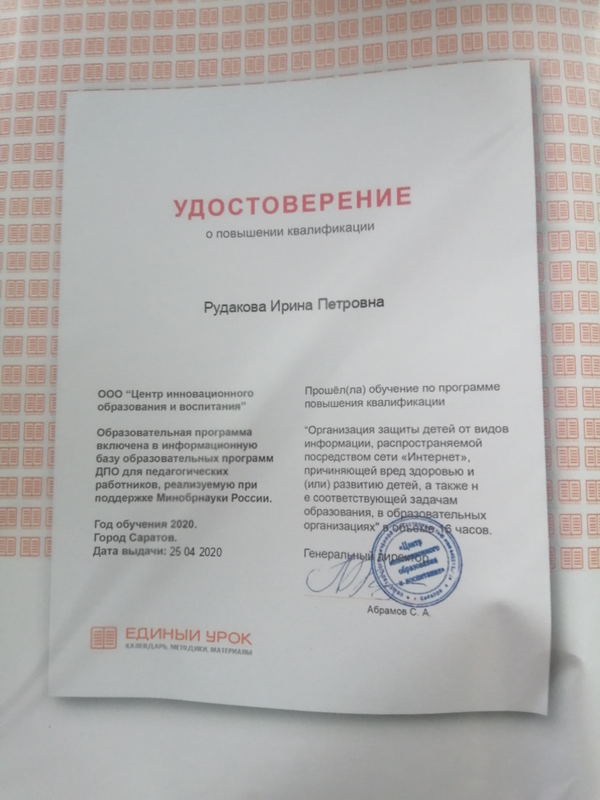 УДОСТОВЕРЕНИЕ
о повышении квалификации
Рудакова Ирина Петровна
ООО “Центр инновационного
образования и воспитания”
Образовательная программа
включена в информационную
базу образовательных программ
ДПО для педагогических
работников, реализуемую при
поддержке Минобрнауки России.
Год обучения 2020.
Город Саратов.
Дата выдачи: 25 04 2020
Прошёл(ла) обучение по программе
повышения квалификации
“Организация защиты детей от видов
информации, распространяемой
посредством сети «Интернет»,
причиняющей вред здоровью и
(или) развитию детей, а также н
е соответствующей задачам
образования, в образовательных
организациях” в объеме 16 часов.
Генеральный директор
«Центр
инновационного
образования
и воспитания»
Абрамов С. А.
ЕДИНЫЙ УРОК
КАЛЕНДАРЬ, МЕТОДИКИ, МАТЕРИАЛЫ